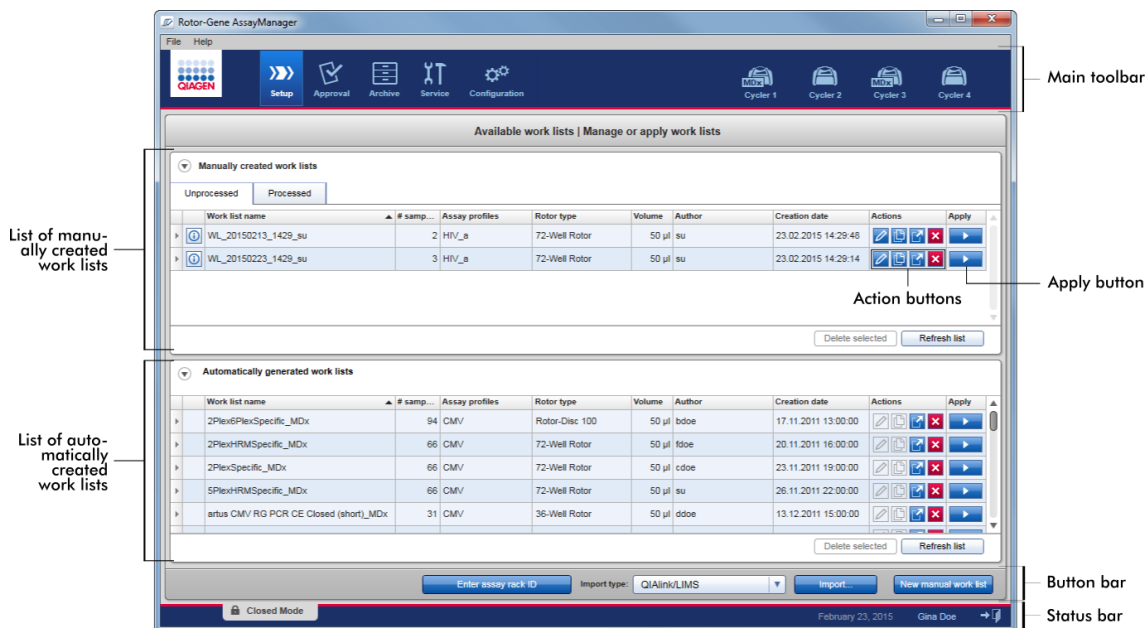 Rotor-Gene AssayManager
File Help
QIAGEN
Setup Approval Archive Service Configuration
MDx Cycler 1 Cycler 2 MDx Cycler 3 Cycler 4
Main toolbar
Available work lists | Manage or apply work lists
Manually created work lists
Unprocessed Processed
Work list name # samp... Assay profiles Rotor type Volume Author Creation date Actions Apply
WL_20150213_1429_su 2 HIV_a 72-Well Rotor 50 µl su 23.02.2015 14:29:48
WL_20150223_1429_su 3 HIV_a 72-Well Rotor 50 µl su 23.02.2015 14:29:14
List of manu-
ally created
work lists
Action buttons
Apply button
Delete selected Refresh list
Automatically generated work lists
Work list name # samp... Assay profiles Rotor type Volume Author Creation date Actions Apply
2Plex6PlexSpecific_MDx 94 CMV Rotor-Disc 100 50 µl bdoe 17.11.2011 13:00:00
2PlexHRMSpecific_MDx 66 CMV 72-Well Rotor 50 µl fdoe 20.11.2011 16:00:00
2PlexSpecific_MDx 66 CMV 72-Well Rotor 50 µl cdoe 23.11.2011 19:00:00
5PlexHRMSpecific_MDx 66 CMV 72-Well Rotor 50 µl su 26.11.2011 22:00:00
artus CMV RG PCR CE Closed (short)_MDx 31 CMV 36-Well Rotor 50 µl ddoe 13.12.2011 15:00:00
List of auto-
matically
created
work lists
Delete selected Refresh list
Enter assay rack ID Import type: QIAlink/LIMS Import... New manual work list
Button bar
Closed Mode February 23, 2015 Gina Doe
Status bar